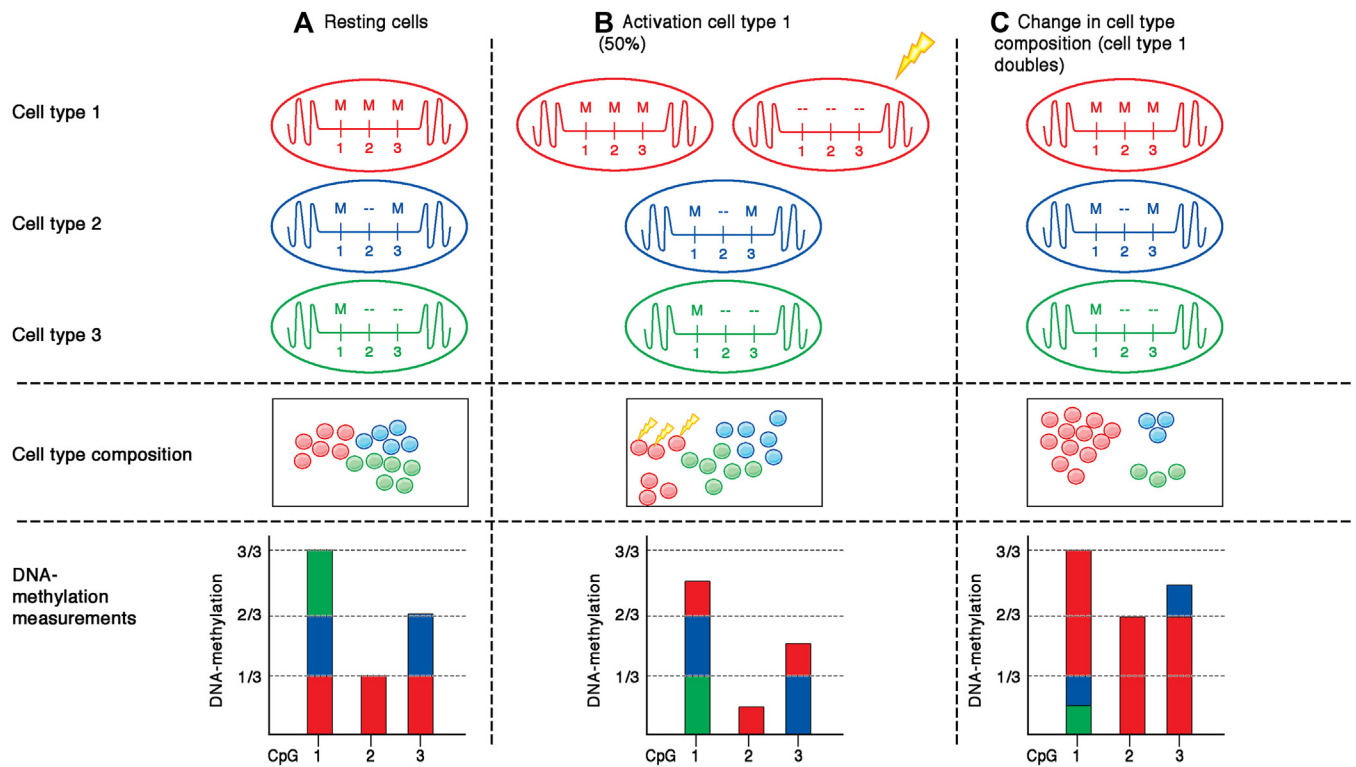 A Resting cells
B Activation cell type 1
(50%)
C Change in cell type
composition (cell type 1
doubles)
Cell type 1
M M M
1 2 3
M M M
1 2 3
-- -- --
1 2 3
M M M
1 2 3
Cell type 2
M -- M
1 2 3
M -- M
1 2 3
M -- M
1 2 3
Cell type 3
M -- --
1 2 3
M -- --
1 2 3
M -- --
1 2 3
Cell type composition
DNA-
methylation
measurements
DNA-methylation
3/3
2/3
1/3
CpG 1 2 3
DNA-methylation
3/3
2/3
1/3
CpG 1 2 3
DNA-methylation
3/3
2/3
1/3
CpG 1 2 3